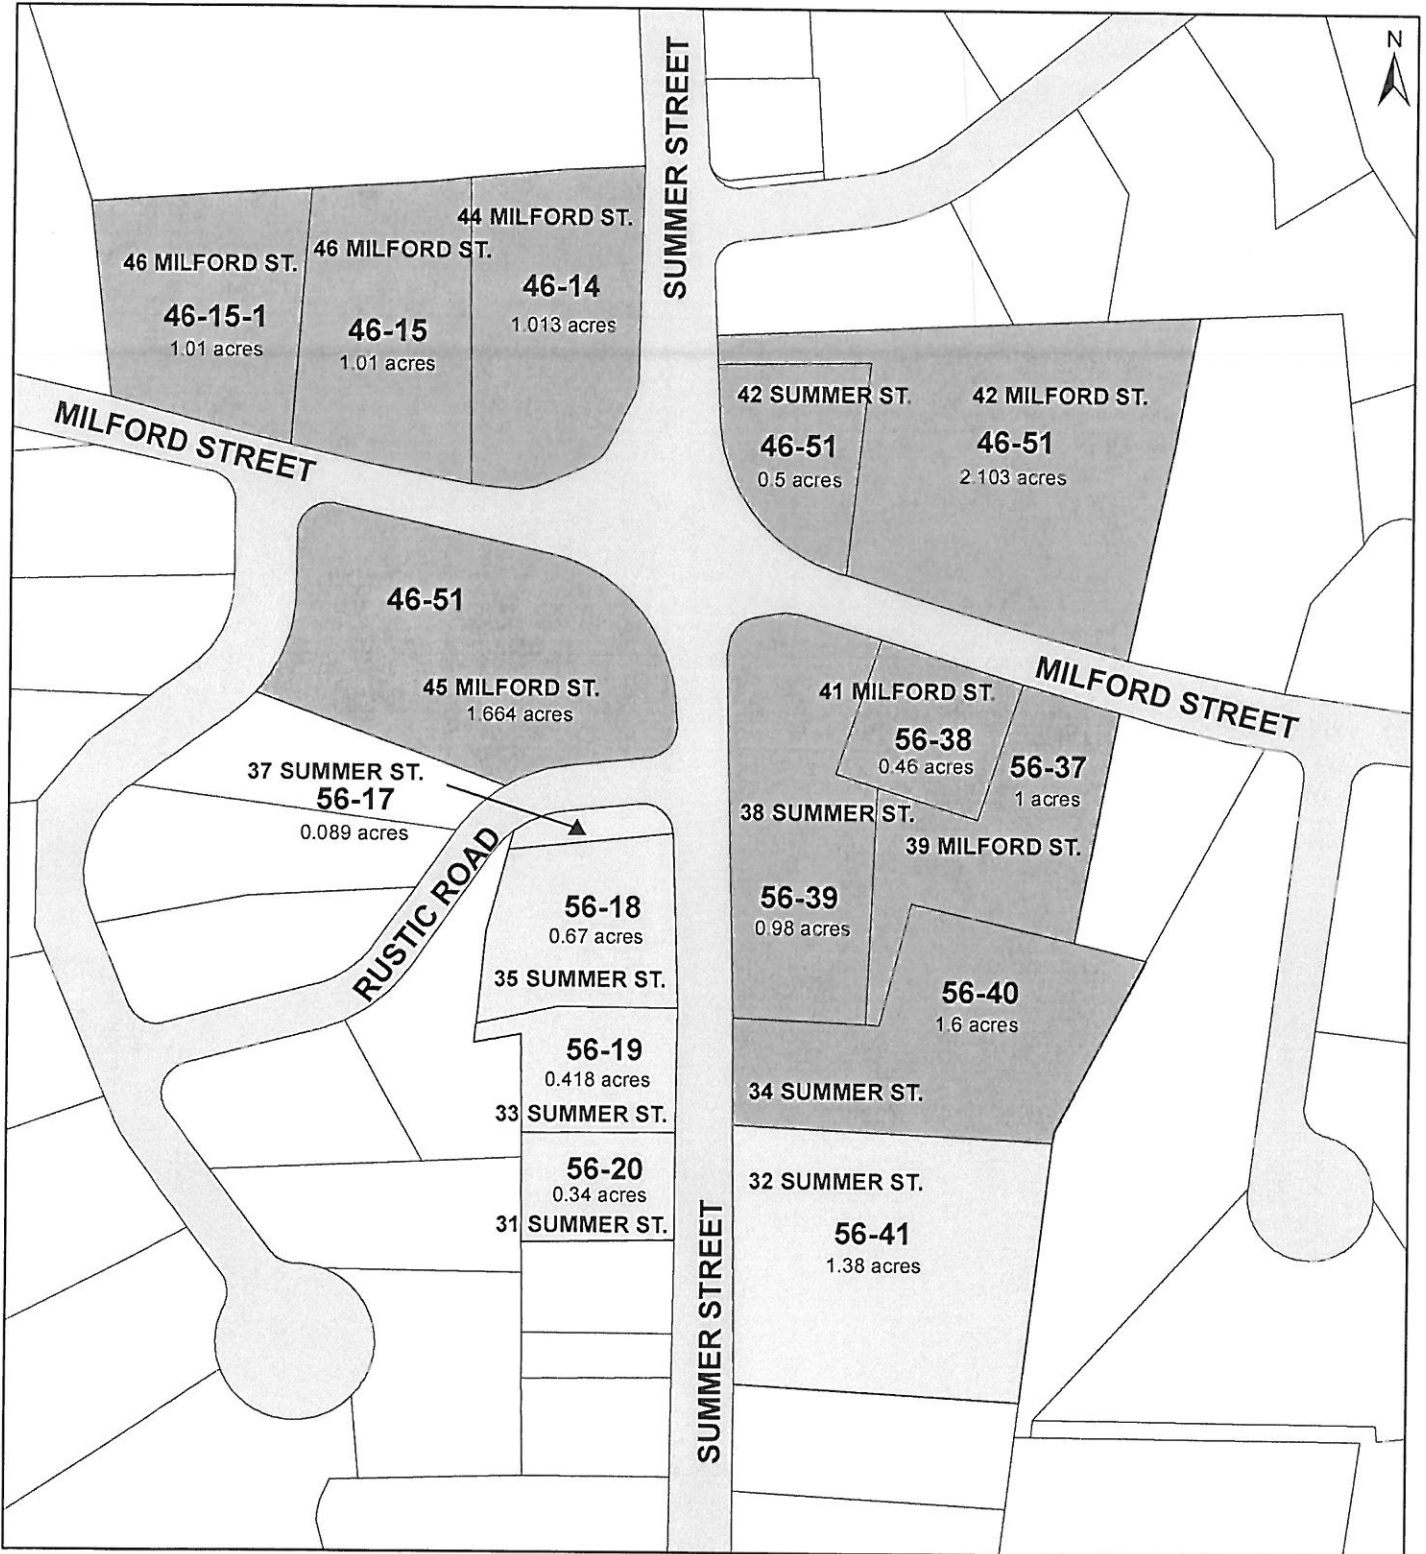 N
SUMMER STREET
44 MILFORD ST.
46 MILFORD ST.
46 MILFORD ST.
46-14
1.013 acres
46-15-1
1.01 acres
46-15
1.01 acres
MILFORD STREET
42 SUMMER ST.
46-51
0.5 acres
42 MILFORD ST.
46-51
2.103 acres
46-51
45 MILFORD ST.
1.664 acres
MILFORD STREET
41 MILFORD ST.
56-38
0.46 acres
56-37
1 acres
39 MILFORD ST.
37 SUMMER ST.
56-17
0.089 acres
38 SUMMER ST.
56-39
0.98 acres
RUSTIC ROAD
56-18
0.67 acres
35 SUMMER ST.
56-40
1.6 acres
34 SUMMER ST.
56-19
0.418 acres
33 SUMMER ST.
56-20
0.34 acres
31 SUMMER ST.
32 SUMMER ST.
56-41
1.38 acres
SUMMER STREET